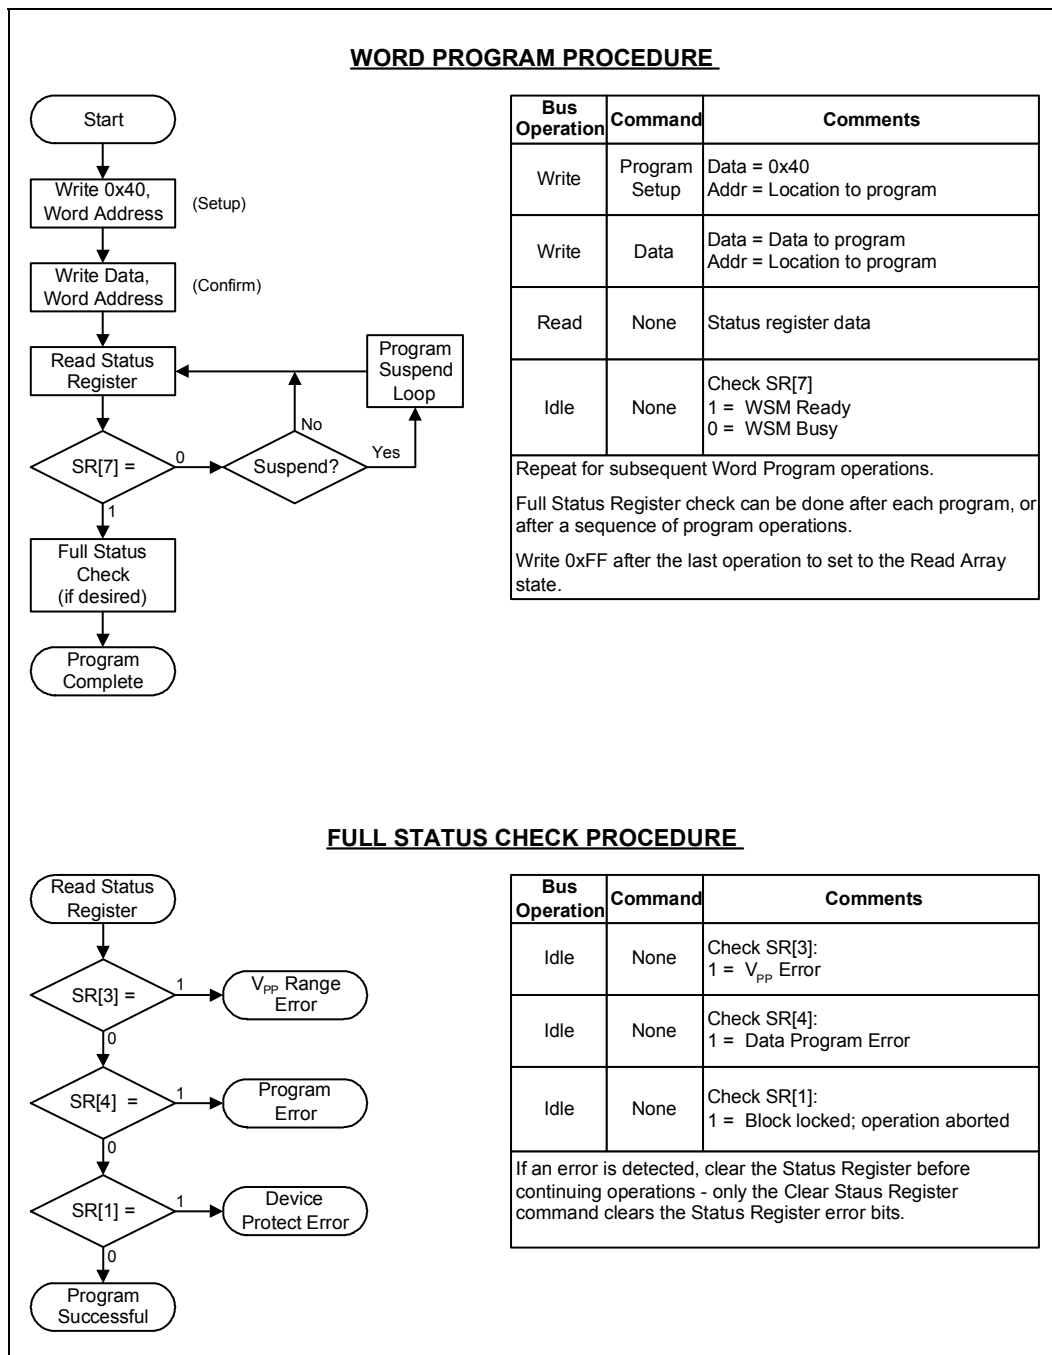 WORD PROGRAM PROCEDURE
Start
Write 0x40,
Word Address
(Setup)
Write Data,
Word Address
(Confirm)
Read Status
Register
Program
Suspend
Loop
No
Yes
SR[7] =
0
Suspend?
1
Full Status
Check
(if desired)
Program
Complete
Bus
Operation
Command
Comments
Write
Program
Setup
Data = 0x40
Addr = Location to program
Write
Data
Data = Data to program
Addr = Location to program
Read
None
Status register data
Idle
None
Check SR[7]
1 = WSM Ready
0 = WSM Busy
Repeat for subsequent Word Program operations.
Full Status Register check can be done after each program, or
after a sequence of program operations.
Write 0xFF after the last operation to set to the Read Array
state.
FULL STATUS CHECK PROCEDURE
Read Status
Register
SR[3] =
1
VPP Range
Error
0
SR[4] =
1
Program
Error
0
SR[1] =
1
Device
Protect Error
0
Program
Successful
Bus
Operation
Command
Comments
Idle
None
Check SR[3]:
1 = VPP Error
Idle
None
Check SR[4]:
1 = Data Program Error
Idle
None
Check SR[1]:
1 = Block locked; operation aborted
If an error is detected, clear the Status Register before
continuing operations - only the Clear Staus Register
command clears the Status Register error bits.